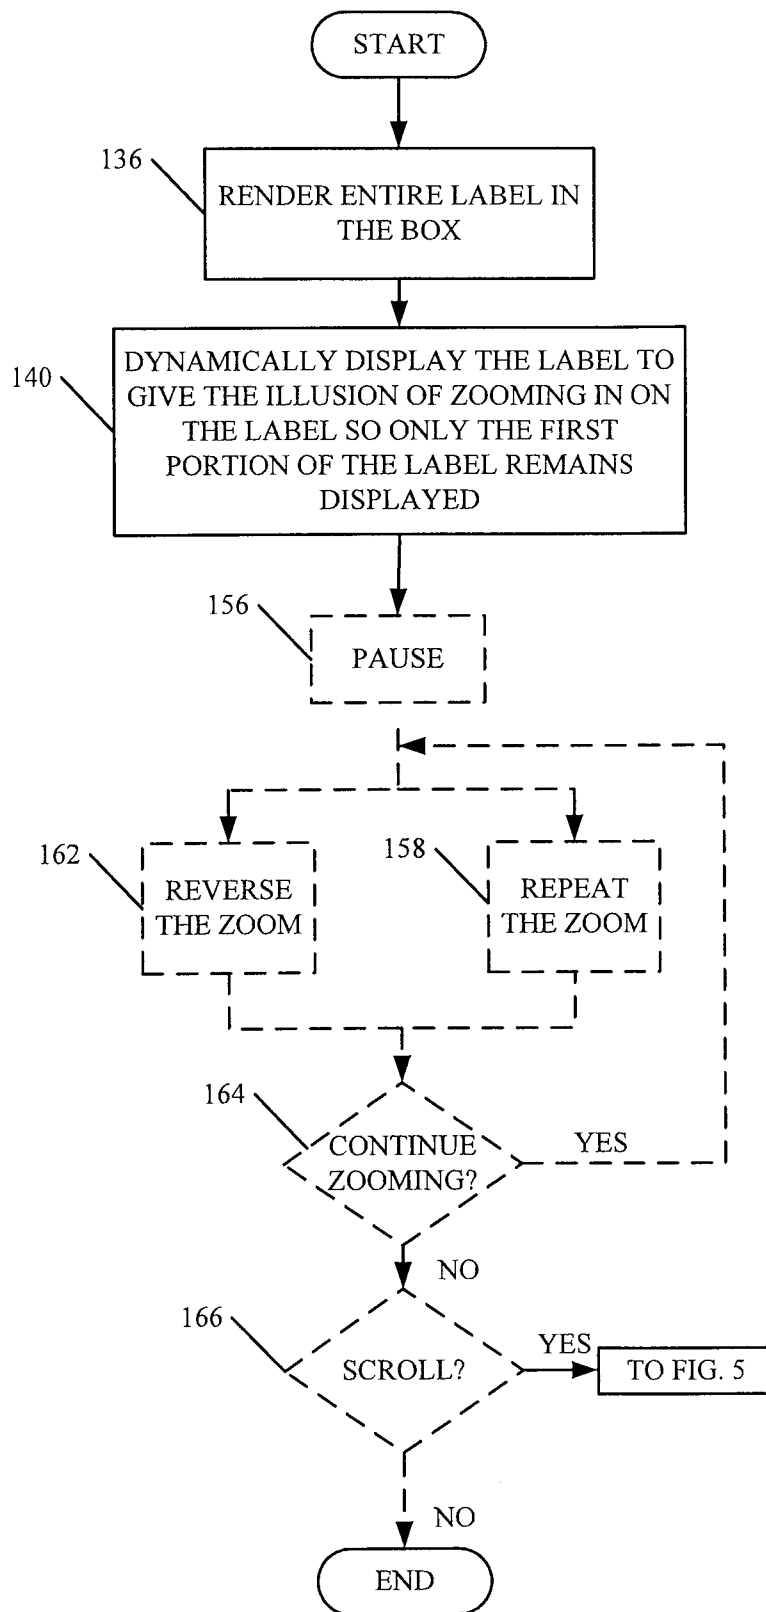 START
136
RENDER ENTIRE LABEL IN
THE BOX
140
DYNAMICALLY DISPLAY THE LABEL TO
GIVE THE ILLUSION OF ZOOMING IN ON
THE LABEL SO ONLY THE FIRST
PORTION OF THE LABEL REMAINS
DISPLAYED
156
PAUSE
162
REVERSE
THE ZOOM
158
REPEAT
THE ZOOM
164
CONTINUE
ZOOMING?
YES
NO
166
SCROLL?
YES
TO FIG. 5
NO
END